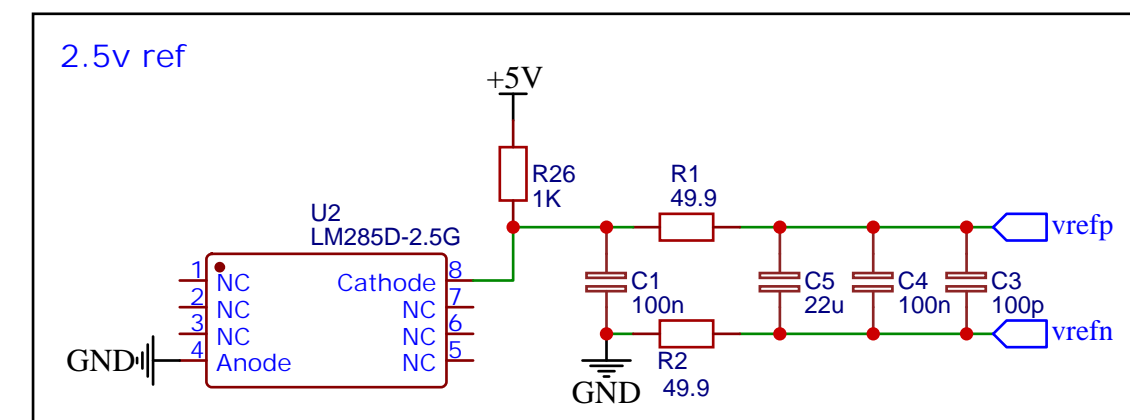 2.5v ref
+5V
R26
1K
R1
49.9
U2
LM285D-2.5G
vrefp
1 NC Cathode 8
2 NC NC 7
3 NC NC 6
4 Anode NC 5
GND
C1
100n
C5
22u
C4
100n
C3
100p
vrefn
GND
R2
49.9